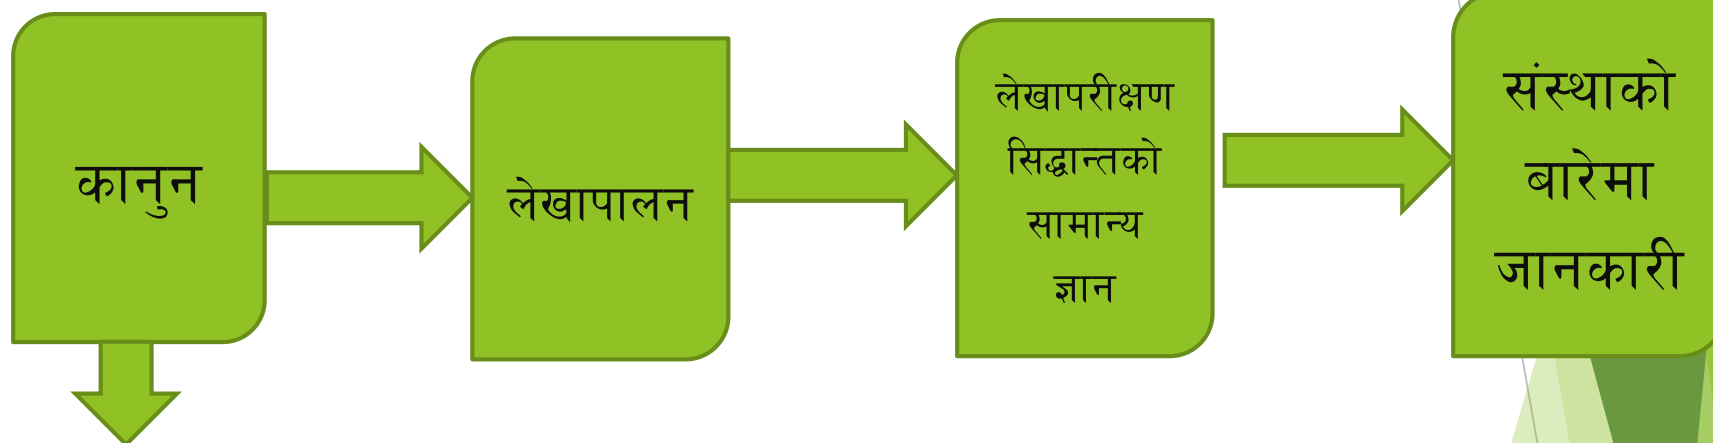 कानुन
लेखापालन
लेखापरीक्षण
सिद्धान्तको
सामान्य
ज्ञान
संस्थाको
बारेमा
जानकारी